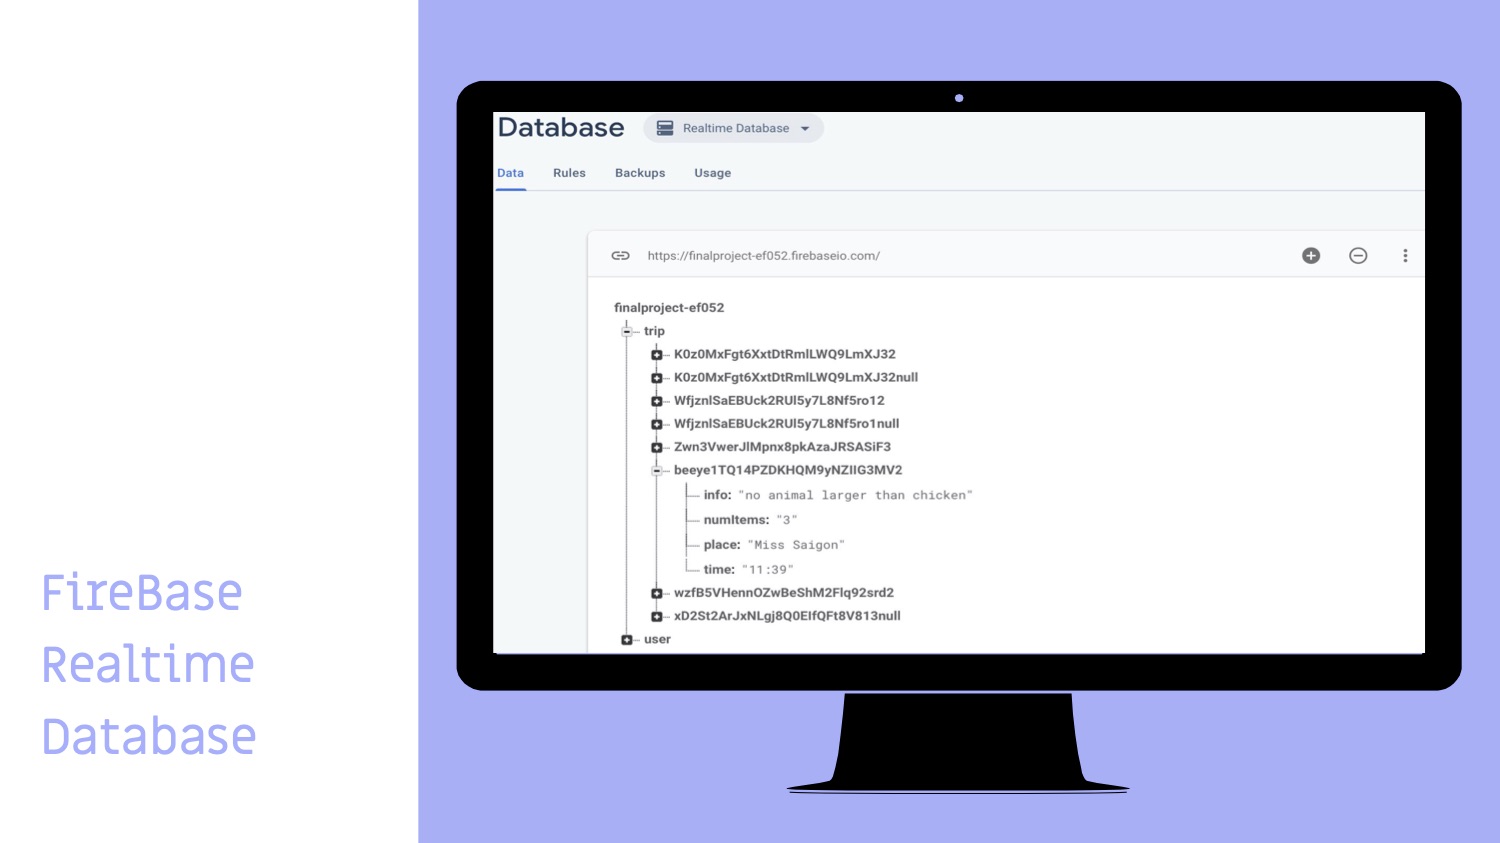 FireBase
Realtime
Database
Database Realtime Database
Data Rules Backups Usage
https://finalproject-ef052.firebaseio.com/
finalproject-ef052
trip
K0z0MxFgt6XxtDtRmlLWQ9LmXJ32
K0z0MxFgt6XxtDtRmlLWQ9LmXJ32null
WfjznlSaEBUck2RUl5y7L8Nf5ro12
WfjznlSaEBUck2RUl5y7L8Nf5ro1null
Zwn3VwerJlMpnx8pkAzaJRSASiF3
beeye1TQ14PZDKHQM9yNZIIG3MV2
info: "no animal larger than chicken"
numItems: "3"
place: "Miss Saigon"
time: "11:39"
wzfB5VHennOZwBeShM2Flq92srd2
xD2St2ArJxNLgj8Q0EIfQFt8V813null
user